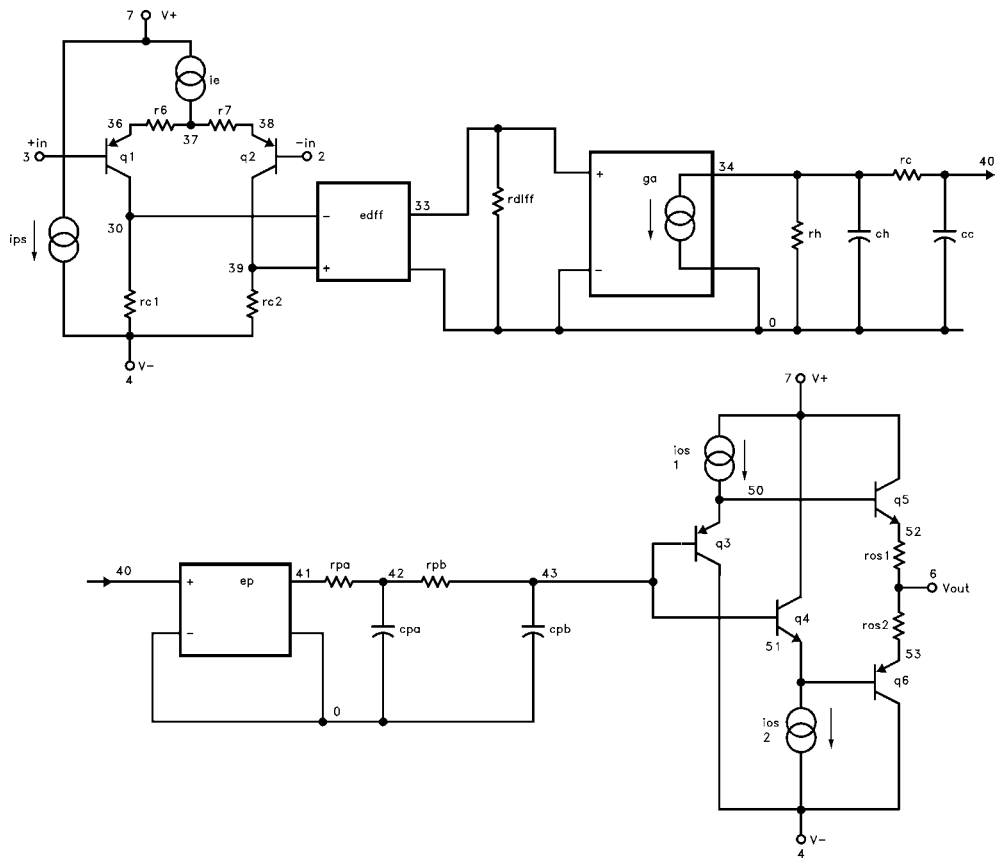 7 V+
ie
r6 r7
36 38
37
+in -in
3 q1 q2 2
30
ips
39
rc1 rc2
V-
4
- edff 33
+
rdiff
+ ga 34
-
0
rh ch rc cc 40
7 V+
ios
1
50
q5
q3
52
ros1
6
Vout
40 + ep 41 rpa 42 rpb 43
-
cpa cpb
0
q4
51
ros2
53
q6
ios
2
V-
4